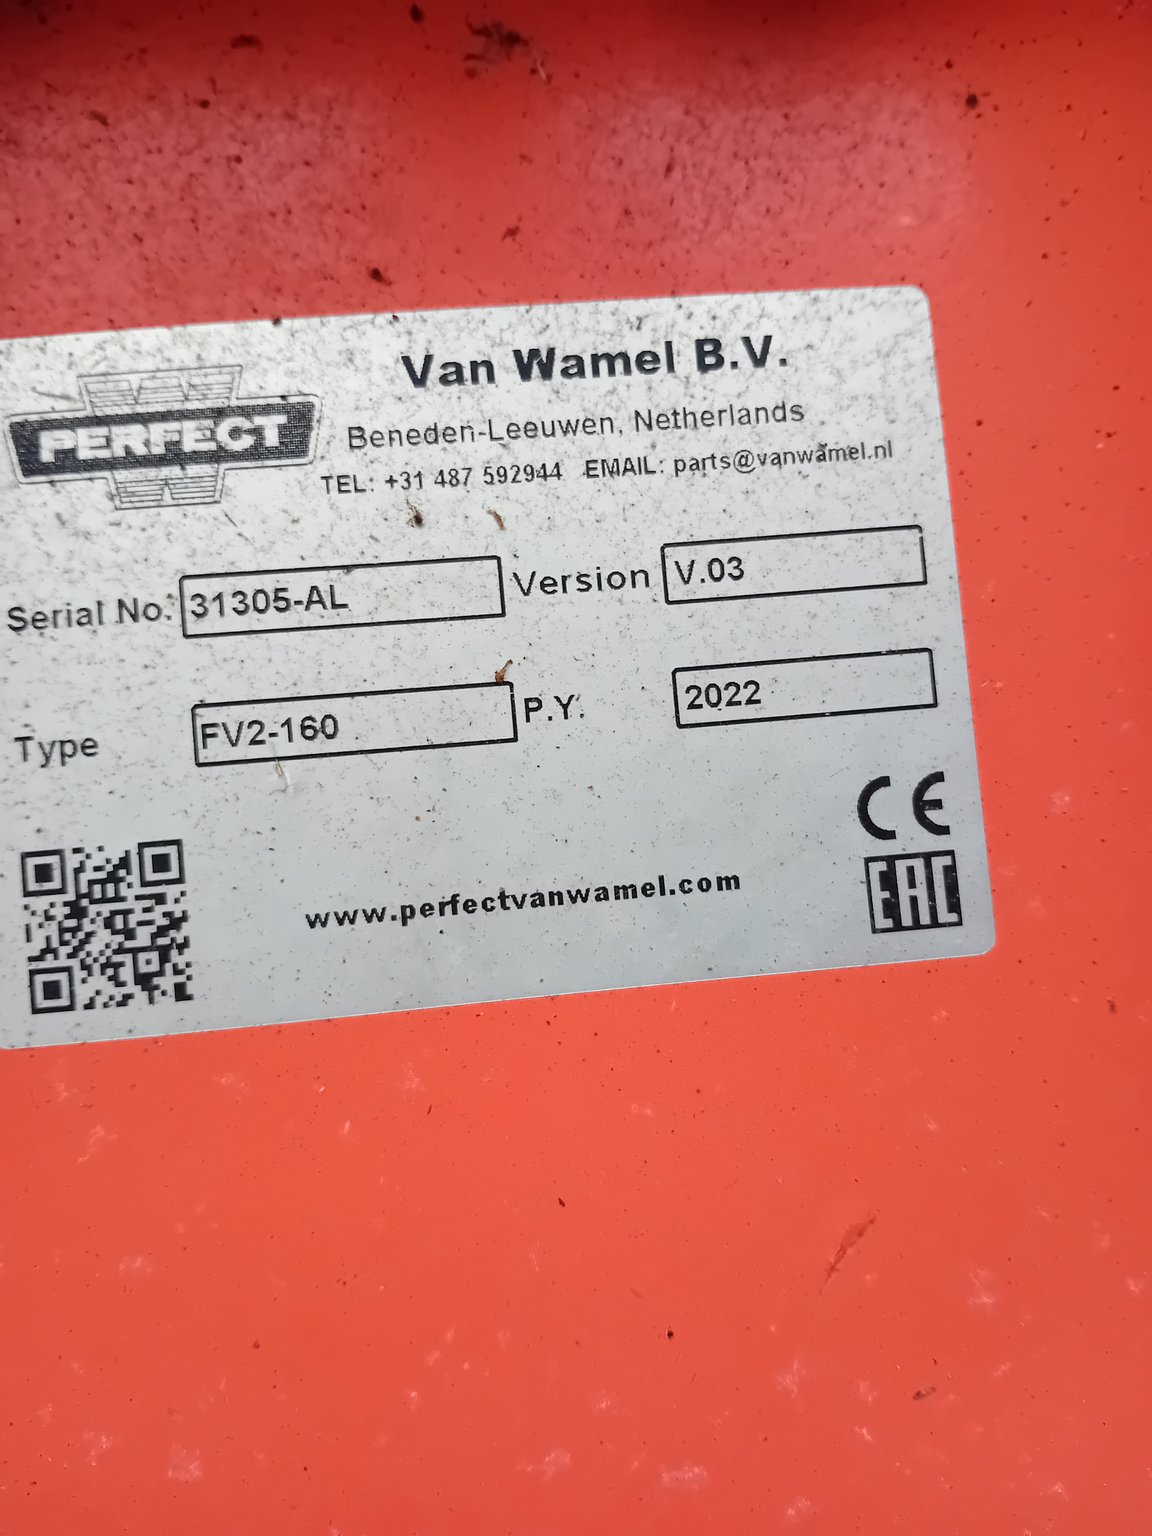 PERFECT
Van Wamel B.V.
Beneden-Leeuwen, Netherlands
TEL: +31 487 592944 EMAIL: parts@vanwamel.nl
Serial No. 31305-AL Version V.03
Type FV2-160 P.Y. 2022
CE
www.perfectvanwamel.com
EAC